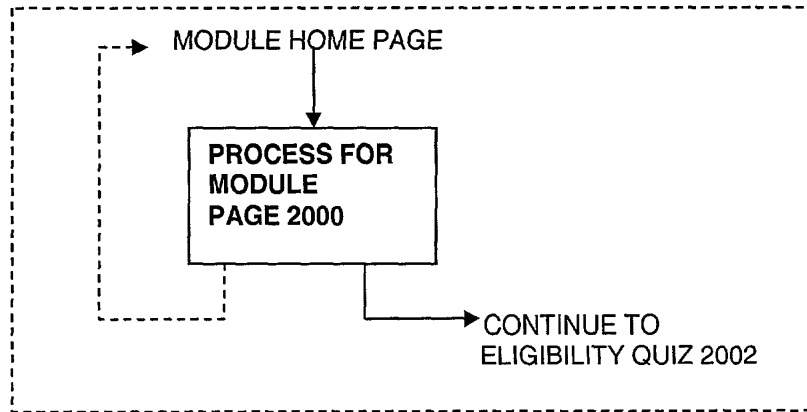 MODULE HOME PAGE
PROCESS FOR
MODULE
PAGE 2000
CONTINUE TO
ELIGIBILITY QUIZ 2002